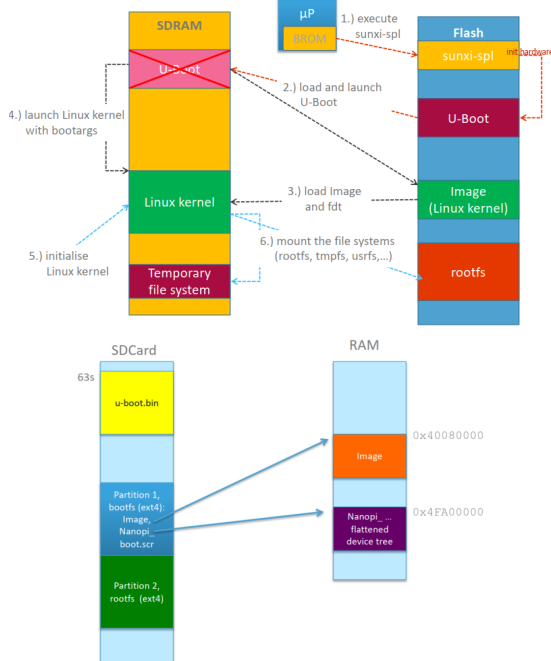 µP
BROM
1.) execute
sunxi-spl
SDRAM
Flash
U-Boot
sunxi-spl
init hardware
2.) load and launch
U-Boot
U-Boot
4.) launch Linux kernel
with bootargs
Linux kernel
3.) load Image
and fdt
Image
(Linux kernel)
5.) initialise
Linux kernel
6.) mount the file systems
(rootfs, tmpfs, usrfs,...)
Temporary
file system
rootfs
SDCard
RAM
63s
u-boot.bin
0x40080000
Image
Partition 1,
bootfs (ext4):
Image,
Nanopi_
boot.scr
0x4FA00000
Nanopi_ ...
flattened
device tree
Partition 2,
rootfs (ext4)